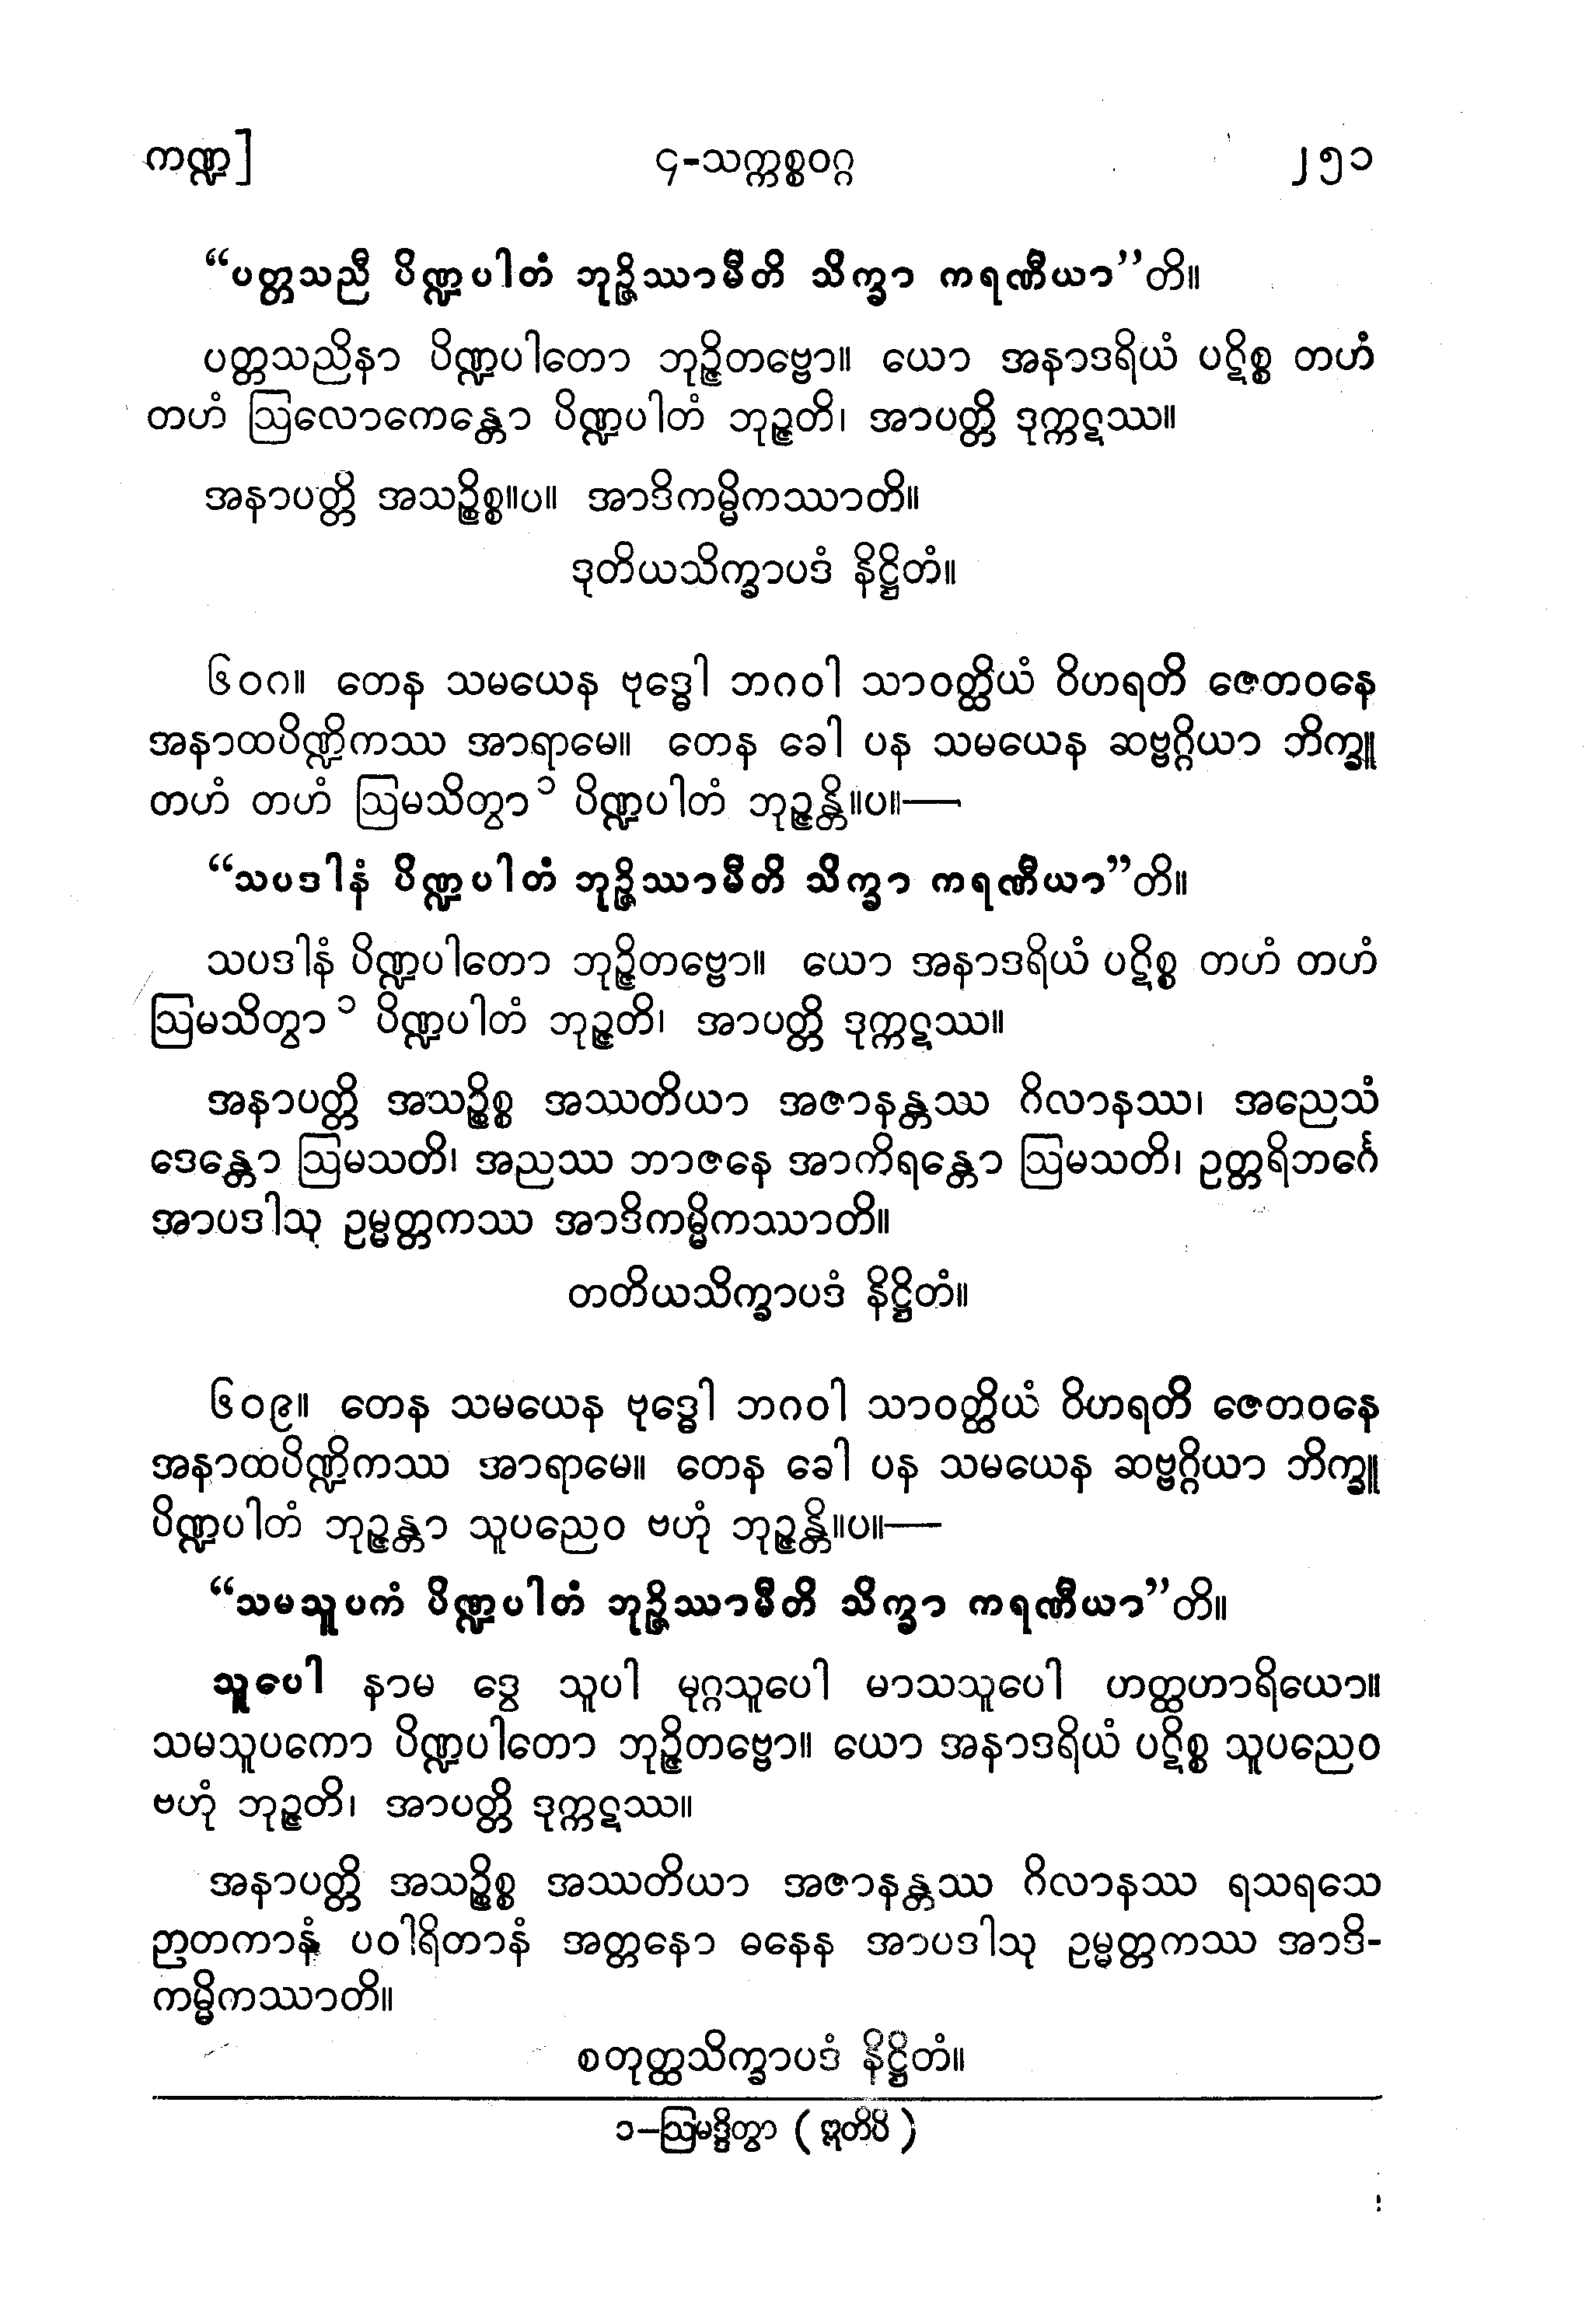 ကဏ္ဍ] ၄-သက္ကစ္စဝဂ္ဂ ၂၅၁
“ပတ္တသညီ ပိဏ္ဍပါတံ ဘုဉ္ဇိဿာမီတိ သိက္ခာ ကရဏီယာ”တိ။
ပတ္တသညိနာ ပိဏ္ဍပါတော ဘုဉ္ဇိတဗ္ဗော။ ယော အနာဒရိယံ ပဋိစ္စ တဟံ
တဟံ ဩလောကေန္တော ပိဏ္ဍပါတံ ဘုဉ္ဇတိ၊ အာပတ္တိ ဒုက္ကဋဿ။
အနာပတ္တိ အသဉ္စိစ္စ။ပ။ အာဒိကမ္မိကဿာတိ။
ဒုတိယသိက္ခာပဒံ နိဋ္ဌိတံ။
၆၀ဂ။ တေန သမယေန ဗုဒ္ဓေါ ဘဂဝါ သာဝတ္ထိယံ ဝိဟရတိ ဇေတဝနေ
အနာထပိဏ္ဍိကဿ အာရာမေ။ တေန ခေါ ပန သမယေန ဆဗ္ဗဂ္ဂိယာ ဘိက္ခူ
တဟံ တဟံ ဩမသိတွာ ၁ ပိဏ္ဍပါတံ ဘုဉ္ဇန္တိ။ပ။—
“သပဒါနံ ပိဏ္ဍပါတံ ဘုဉ္ဇိဿာမီတိ သိက္ခာ ကရဏီယာ”တိ။
သပဒါနံ ပိဏ္ဍပါတော ဘုဉ္ဇိတဗ္ဗော။ ယော အနာဒရိယံ ပဋိစ္စ တဟံ တဟံ
ဩမသိတွာ ၁ ပိဏ္ဍပါတံ ဘုဉ္ဇတိ၊ အာပတ္တိ ဒုက္ကဋဿ။
အနာပတ္တိ အသဉ္စိစ္စ အဿတိယာ အဇာနန္တဿ ဂိလာနဿ၊ အညေသံ
ဒေန္တော ဩမသတိ၊ အညဿ ဘာဇနေ အာကိရန္တော ဩမသတိ၊ ဥတ္တရိဘင်္ဂေ
အာပဒါသု ဥမ္မတ္တကဿ အာဒိကမ္မိကဿာတိ။
တတိယသိက္ခာပဒံ နိဋ္ဌိတံ။
၆၀၉။ တေန သမယေန ဗုဒ္ဓေါ ဘဂဝါ သာဝတ္ထိယံ ဝိဟရတိ ဇေတဝနေ
အနာထပိဏ္ဍိကဿ အာရာမေ။ တေန ခေါ ပန သမယေန ဆဗ္ဗဂ္ဂိယာ ဘိက္ခူ
ပိဏ္ဍပါတံ ဘုဉ္ဇန္တာ သူပညေဝ ဗဟုံ ဘုဉ္ဇန္တိ။ပ။—
“သမသူပကံ ပိဏ္ဍပါတံ ဘုဉ္ဇိဿာမီတိ သိက္ခာ ကရဏီယာ”တိ။
သူပေါ နာမ ဒွေ သူပါ မုဂ္ဂသူပေါ မာသသူပေါ ဟတ္ထဟာရိယော။
သမသူပကော ပိဏ္ဍပါတော ဘုဉ္ဇိတဗ္ဗော။ ယော အနာဒရိယံ ပဋိစ္စ သူပညေဝ
ဗဟုံ ဘုဉ္ဇတိ၊ အာပတ္တိ ဒုက္ကဋဿ။
အနာပတ္တိ အသဉ္စိစ္စ အဿတိယာ အဇာနန္တဿ ဂိလာနဿ ရသရသေ
ဉာတကာနံ ပဝါရိတာနံ အတ္တနော ဓနေန အာပဒါသု ဥမ္မတ္တကဿ အာဒိ-
ကမ္မိကဿာတိ။
စတုတ္ထသိက္ခာပဒံ နိဋ္ဌိတံ။
၁–ဩမဒ္ဒိတွာ ( ဣတိပိ )